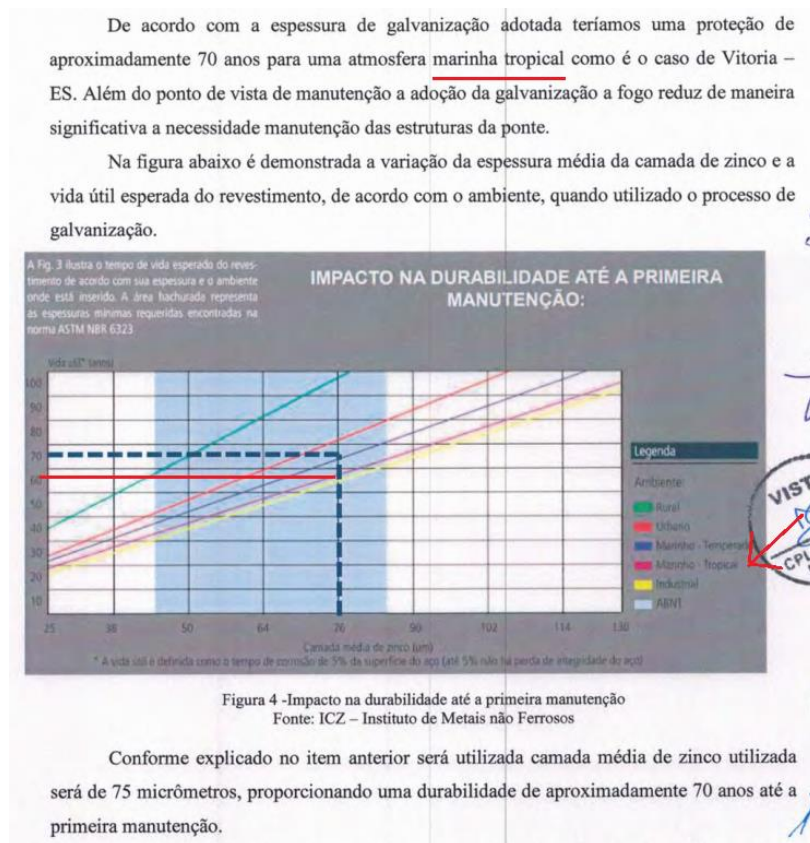 De acordo com a espessura de galvanização adotada teríamos uma proteção de
aproximadamente 70 anos para uma atmosfera marinha tropical como é o caso de Vitoria –
ES. Além do ponto de vista de manutenção a adoção da galvanização a fogo reduz de maneira
significativa a necessidade manutenção das estruturas da ponte.
Na figura abaixo é demonstrada a variação da espessura média da camada de zinco e a
vida útil esperada do revestimento, de acordo com o ambiente, quando utilizado o processo de
galvanização.
A Fig. 3 ilustra o tempo de vida esperado do reves-
timento de acordo com sua espessura e o ambiente
onde está inserido. A área hachurada representa
as espessuras mínimas requeridas encontradas na
norma ASTM NBR 6323
IMPACTO NA DURABILIDADE ATÉ A PRIMEIRA
MANUTENÇÃO:
Vida útil* (anos)
100
90
80
70
60
50
40
30
20
10
25 38 50 64 76 90 102 114 130
Camada média de zinco (um)
* A vida útil é definida como o tempo de corrosão de 5% da superfície do aço (até 5% não há perda de integridade do aço)
Legenda
Ambiente:
Rural
Urbano
Marinho - Temperado
Marinho - Tropical
Industrial
ABNT
VIST
CPL
Figura 4 -Impacto na durabilidade até a primeira manutenção
Fonte: ICZ – Instituto de Metais não Ferrosos
Conforme explicado no item anterior será utilizada camada média de zinco utilizada
será de 75 micrômetros, proporcionando uma durabilidade de aproximadamente 70 anos até a
primeira manutenção.